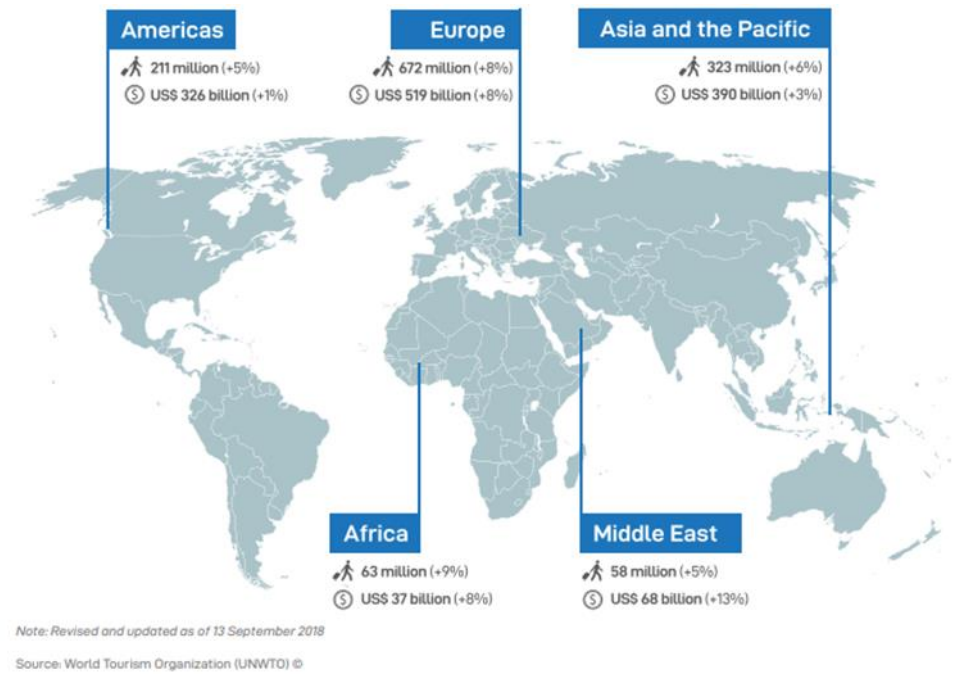 Americas
211 million (+5%)
US$ 326 billion (+1%)
Europe
672 million (+8%)
US$ 519 billion (+8%)
Asia and the Pacific
323 million (+6%)
US$ 390 billion (+3%)
Africa
63 million (+9%)
US$ 37 billion (+8%)
Middle East
58 million (+5%)
US$ 68 billion (+13%)
Note: Revised and updated as of 13 September 2018
Source: World Tourism Organization (UNWTO) ©